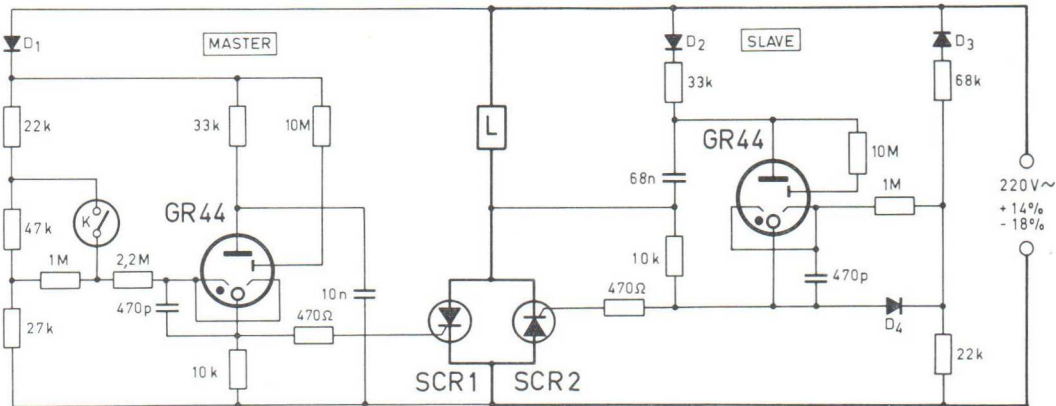 D1
MASTER
22k
33k
10M
K
47k
GR44
1M
2,2M
470p
10n
27k
10k
470Ω
L
SCR1
SCR2
SLAVE
D2
33k
D3
68k
GR44
68n
10M
1M
10k
470p
470Ω
D4
22k
220V~
+14%
-18%